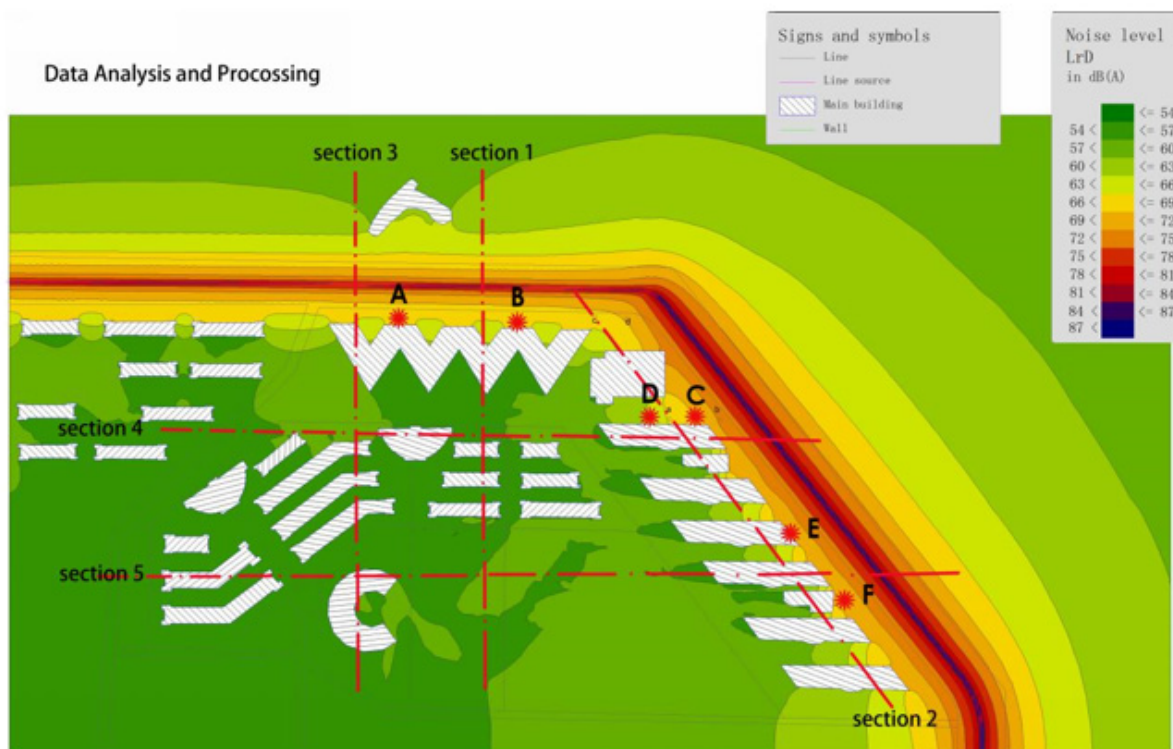 Data Analysis and Procossing
Signs and symbols
Line
Line source
Main building
Wall
Noise level
LrD
in dB(A)
<= 54
54 < <= 57
57 < <= 60
60 < <= 63
63 < <= 66
66 < <= 69
69 < <= 72
72 < <= 75
75 < <= 78
78 < <= 81
81 < <= 84
84 < <= 87
87 <
section 3
section 1
A
B
D
C
section 4
E
section 5
F
section 2